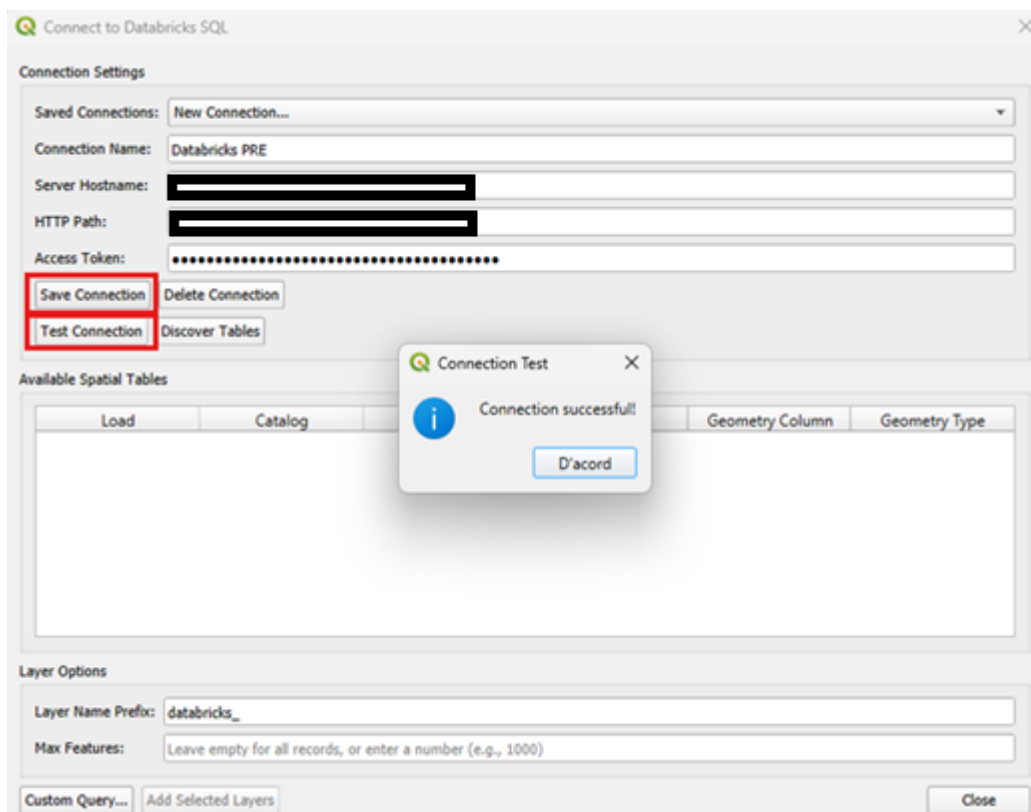 Connect to Databricks SQL
Connection Settings
Saved Connections: New Connection...
Connection Name: Databricks PRE
Server Hostname:
HTTP Path:
Access Token: ••••••••••••••••••••••••••••••••••••••
Save Connection Delete Connection
Test Connection Discover Tables
Connection Test
Connection successful!
D'acord
Available Spatial Tables
Load Catalog Geometry Column Geometry Type
Layer Options
Layer Name Prefix: databricks_
Max Features: Leave empty for all records, or enter a number (e.g., 1000)
Custom Query... Add Selected Layers Close